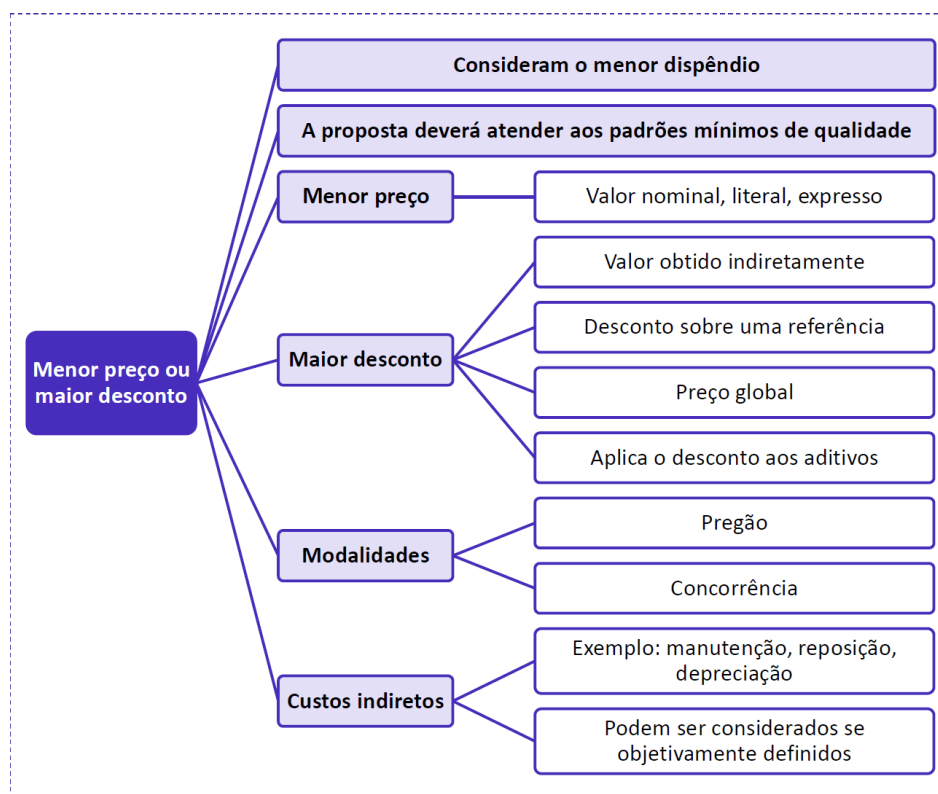 Consideram o menor dispêndio
A proposta deverá atender aos padrões mínimos de qualidade
Menor preço
Valor nominal, literal, expresso
Valor obtido indiretamente
Desconto sobre uma referência
Menor preço ou
maior desconto
Maior desconto
Preço global
Aplica o desconto aos aditivos
Modalidades
Pregão
Concorrência
Custos indiretos
Exemplo: manutenção, reposição,
depreciação
Podem ser considerados se
objetivamente definidos